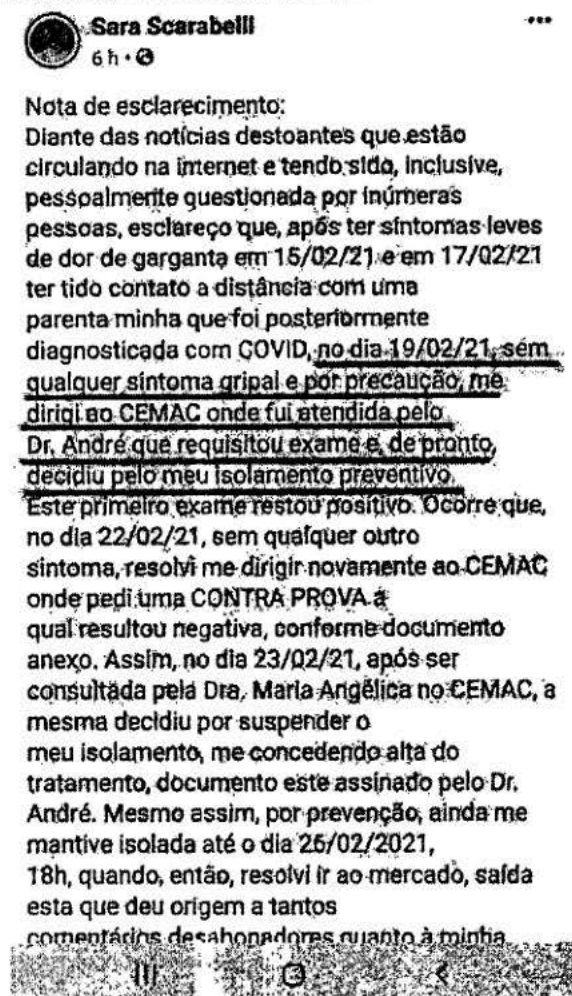 Sara Scarabelli
6 h
Nota de esclarecimento:
Diante das notícias destoantes que estão
circulando na internet e tendo sido, inclusive,
pessoalmente questionada por inúmeras
pessoas, esclareço que, após ter sintomas leves
de dor de garganta em 15/02/21 e em 17/02/21
ter tido contato a distância com uma
parenta minha que foi posteriormente
diagnosticada com COVID, no dia 19/02/21, sem
qualquer sintoma gripal e por precaução, me
dirigi ao CEMAC onde fui atendida pelo
Dr. André que requisitou exame e, de pronto,
decidiu pelo meu isolamento preventivo.
Este primeiro exame restou positivo. Ocorre que,
no dia 22/02/21, sem qualquer outro
sintoma, resolvi me dirigir novamente ao CEMAC
onde pedi uma CONTRA PROVA a
qual resultou negativa, conforme documento
anexo. Assim, no dia 23/02/21, após ser
consultada pela Dra. Maria Angélica no CEMAC, a
mesma decidiu por suspender o
meu isolamento, me concedendo alta do
tratamento, documento este assinado pelo Dr.
André. Mesmo assim, por prevenção, ainda me
mantive isolada até o dia 26/02/2021,
18h, quando, então, resolvi ir ao mercado, saída
esta que deu origem a tantos
comentários desabonadores quanto à minha